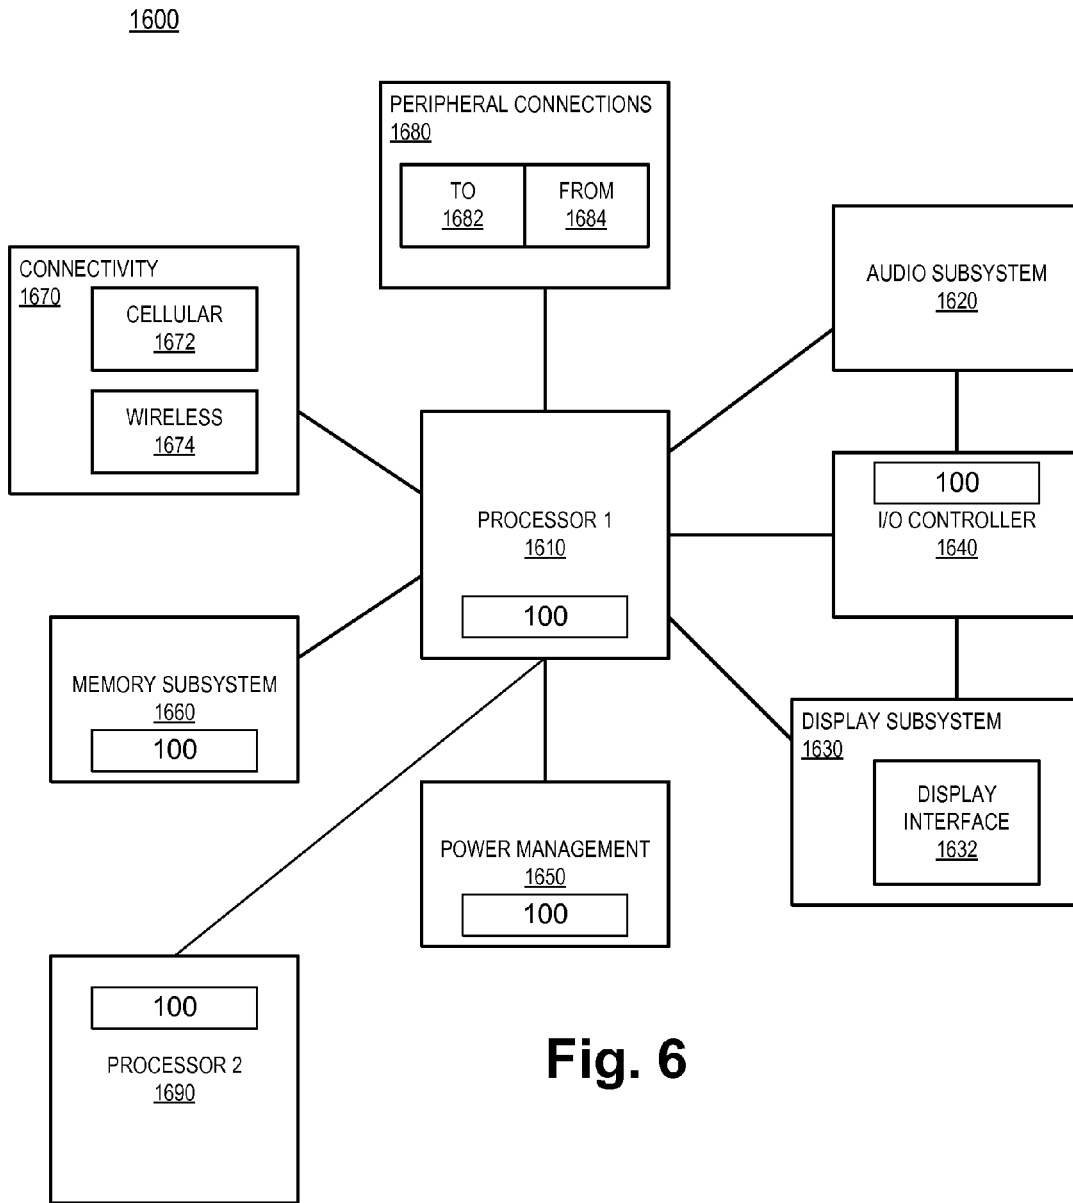 1600
PERIPHERAL CONNECTIONS
1680
TO
1682
FROM
1684
CONNECTIVITY
1670
CELLULAR
1672
WIRELESS
1674
AUDIO SUBSYSTEM
1620
PROCESSOR 1
1610
100
100
I/O CONTROLLER
1640
MEMORY SUBSYSTEM
1660
100
DISPLAY SUBSYSTEM
1630
DISPLAY
INTERFACE
1632
POWER MANAGEMENT
1650
100
100
PROCESSOR 2
1690
Fig. 6